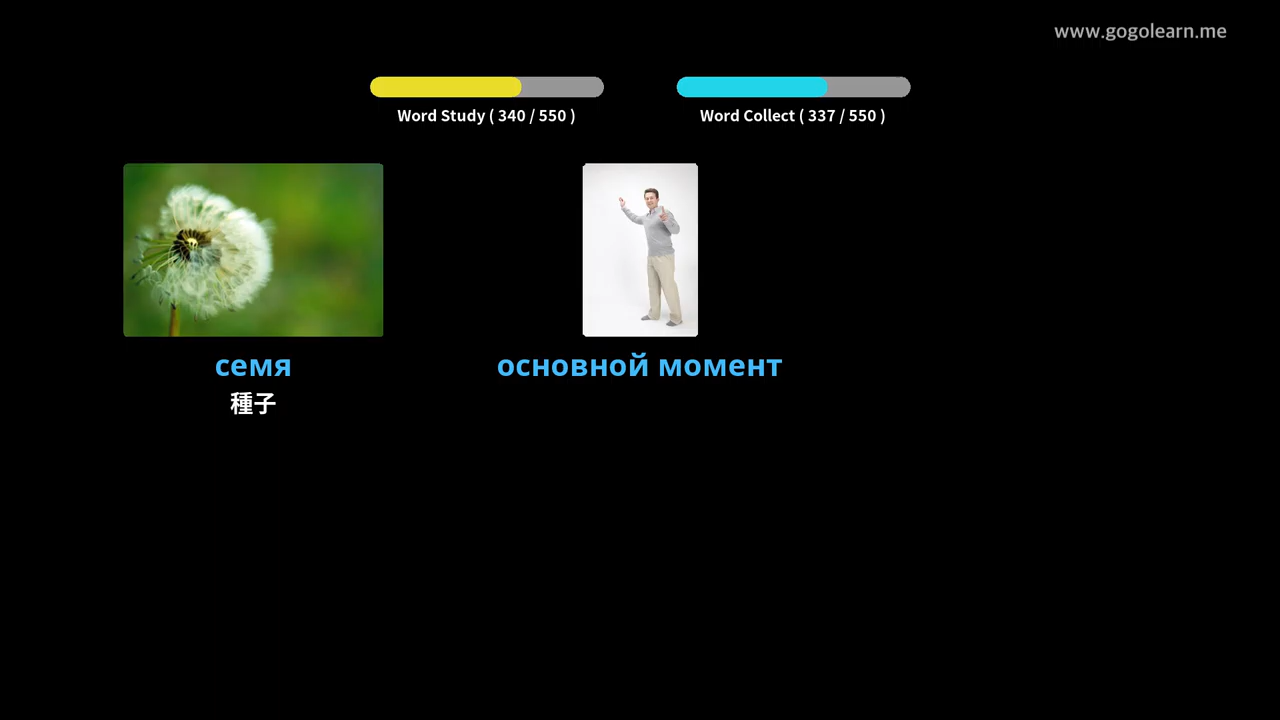 www.gogolearn.me
Word Study ( 340 / 550 )
Word Collect ( 337 / 550 )
семя
種子
основной момент